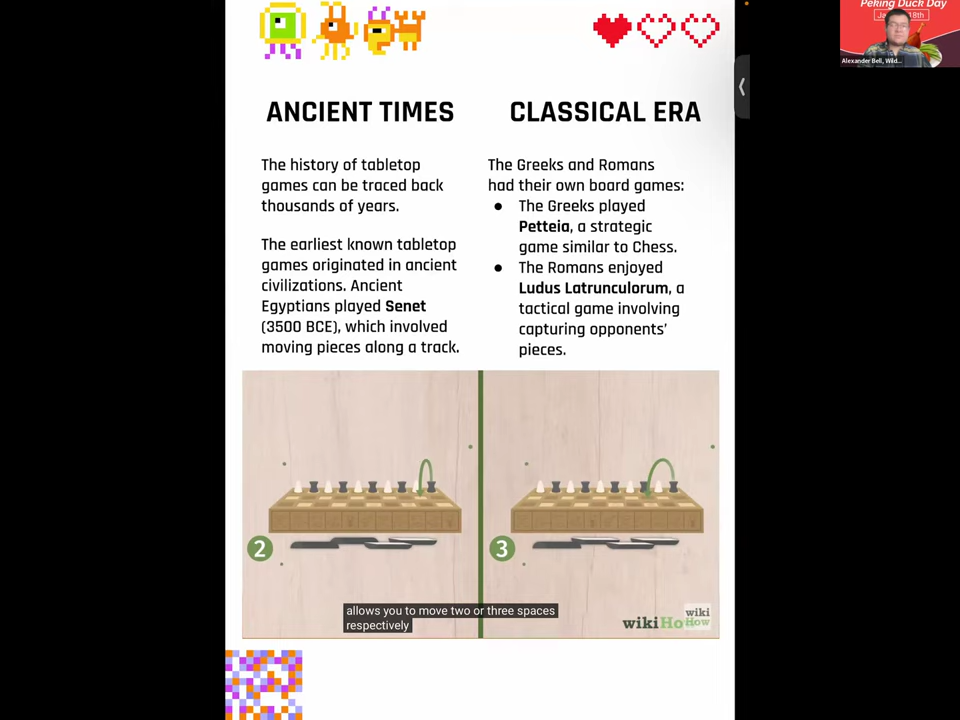 Peking Duck Day
Alexander Bell, Wild...
ANCIENT TIMES
The history of tabletop
games can be traced back
thousands of years.
The earliest known tabletop
games originated in ancient
civilizations. Ancient
Egyptians played Senet
(3500 BCE), which involved
moving pieces along a track.
CLASSICAL ERA
The Greeks and Romans
had their own board games:
● The Greeks played
Petteia, a strategic
game similar to Chess.
● The Romans enjoyed
Ludus Latrunculorum, a
tactical game involving
capturing opponents'
pieces.
2
3
allows you to move two or three spaces
respectively
wikiHo
wiki
How